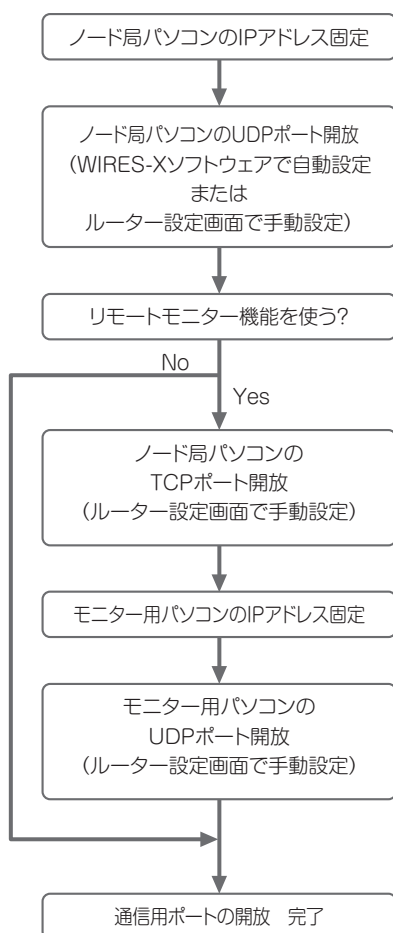 ノード局パソコンのIPアドレス固定
ノード局パソコンのUDPポート開放
（WIRES-Xソフトウェアで自動設定
または
ルーター設定画面で手動設定）
リモートモニター機能を使う？
No
Yes
ノード局パソコンの
TCPポート開放
（ルーター設定画面で手動設定）
モニター用パソコンのIPアドレス固定
モニター用パソコンの
UDPポート開放
（ルーター設定画面で手動設定）
通信用ポートの開放　完了